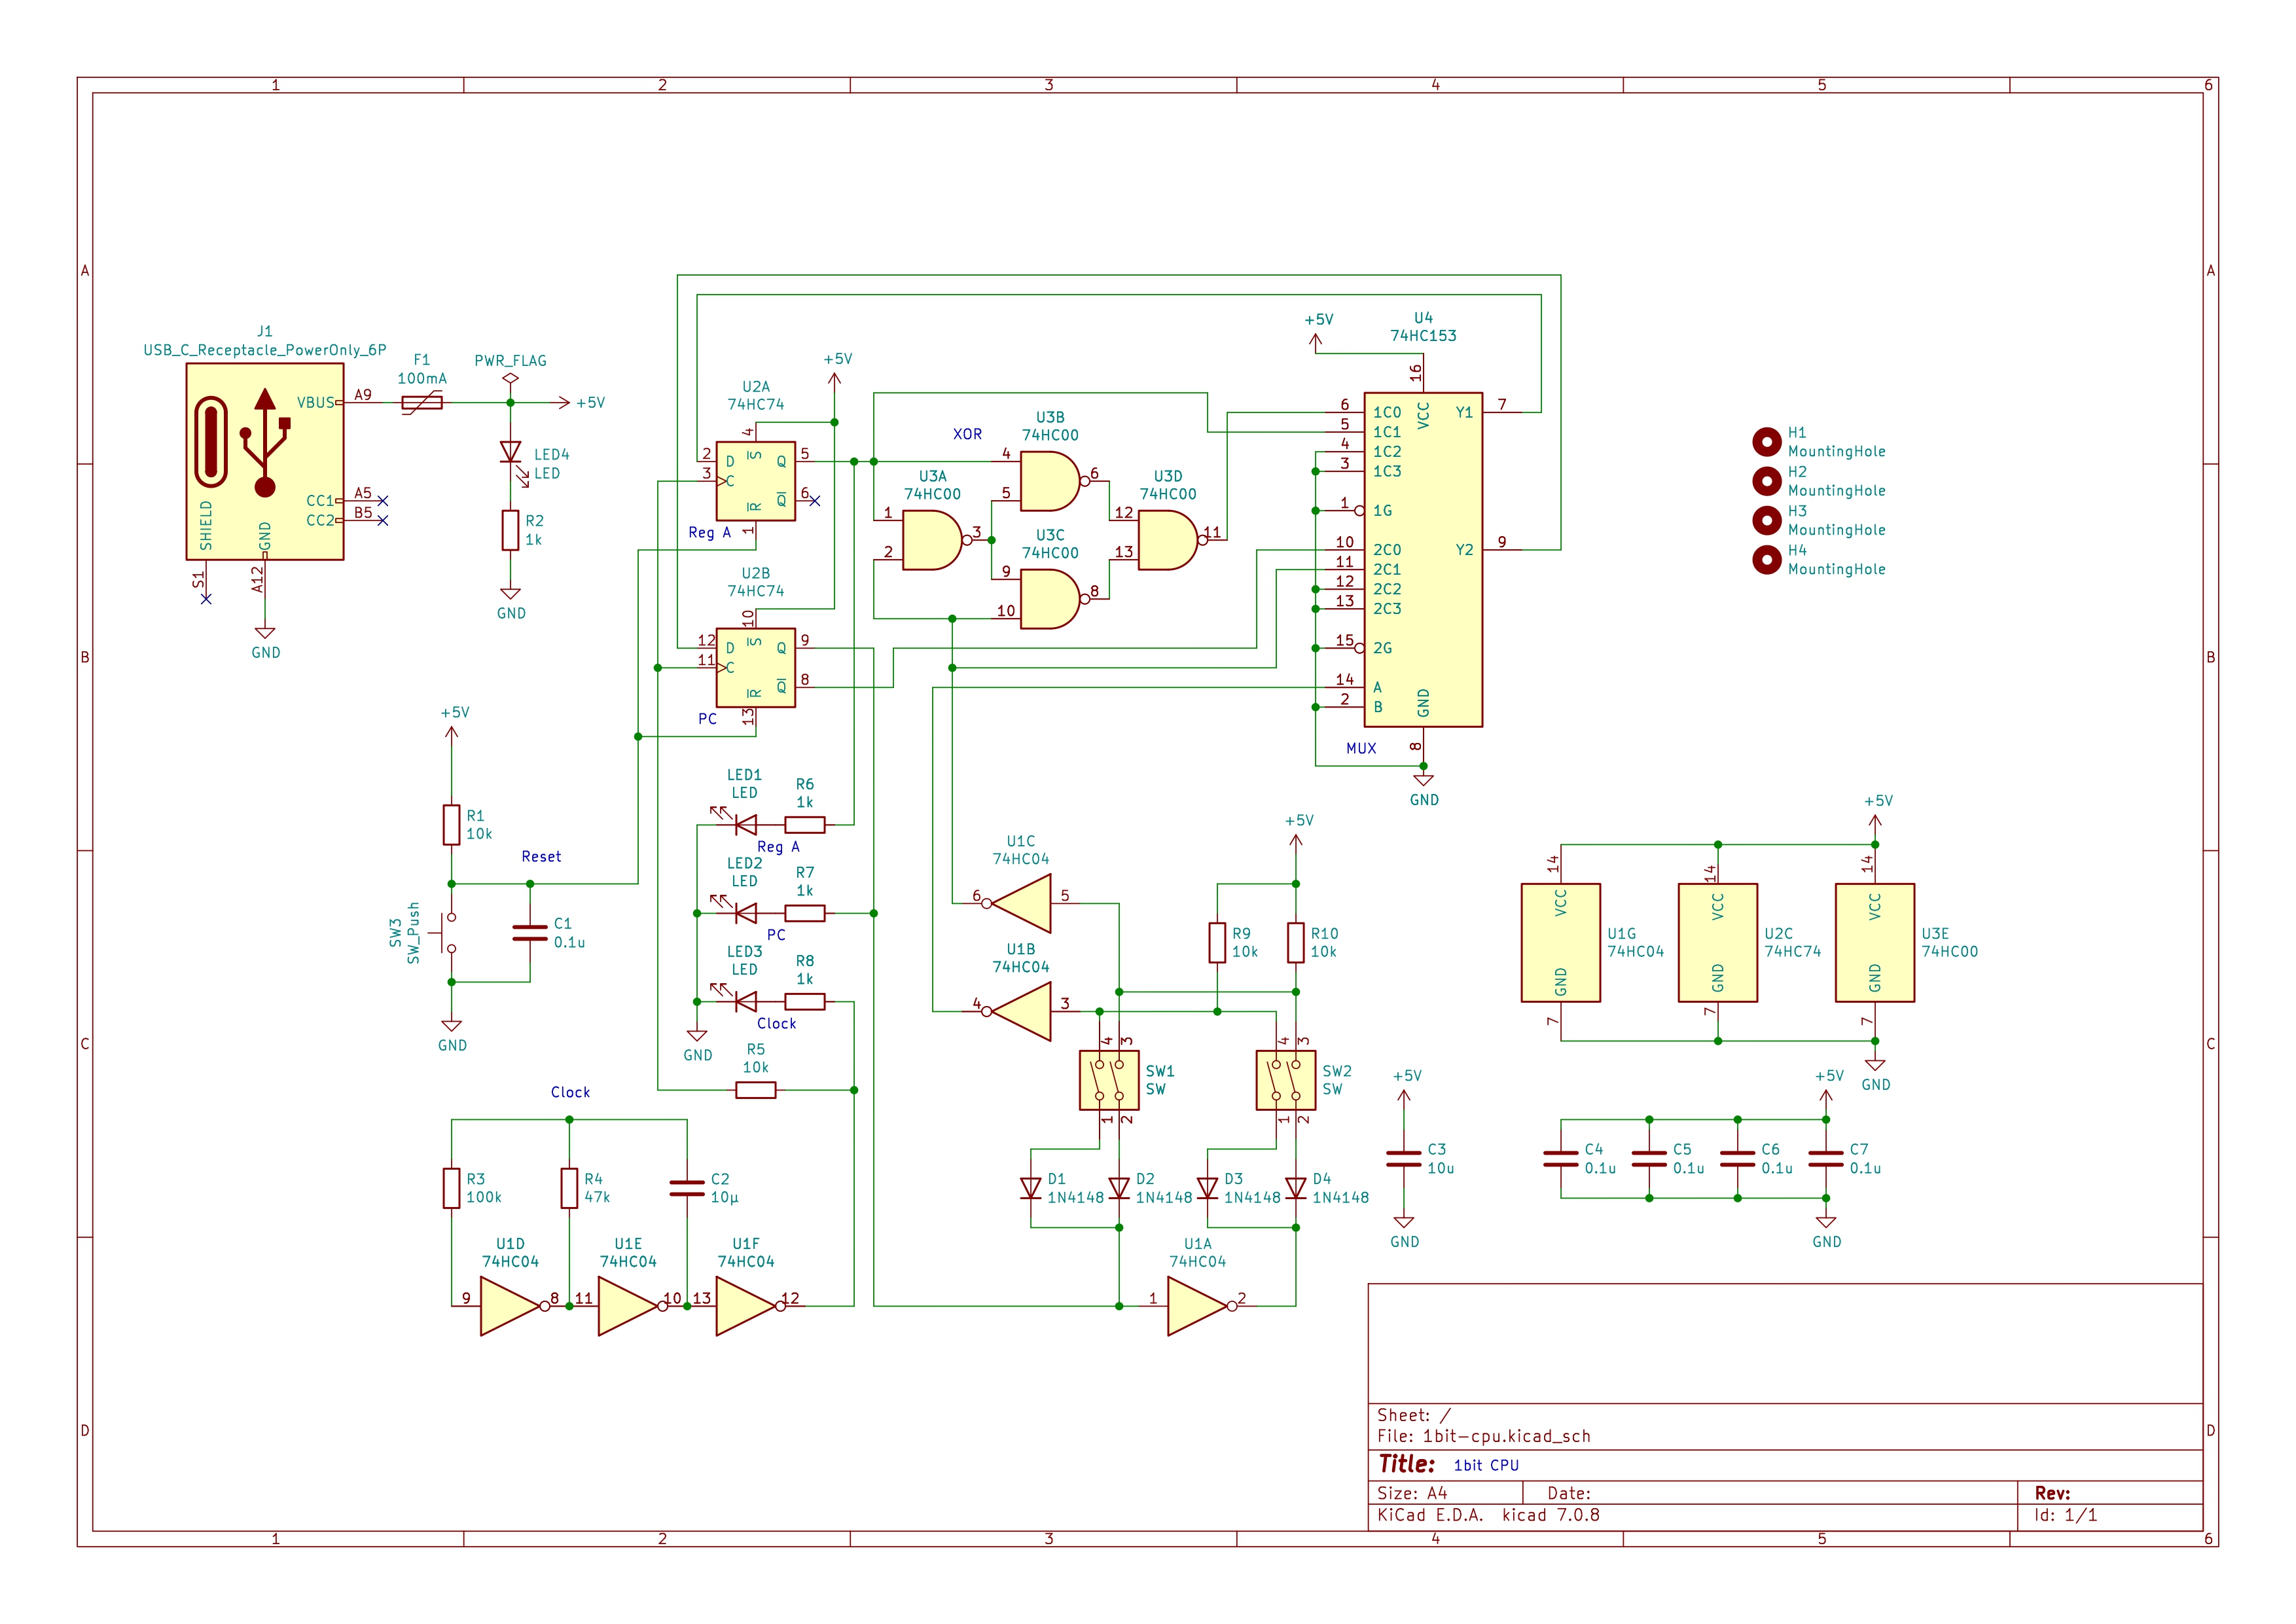 1 2 3 4 5 6
A A
J1
USB_C_Receptacle_PowerOnly_6P
VBUS A9
CC1 A5
CC2 B5
SHIELD
GND
S1
A12
GND
F1
100mA
PWR_FLAG
+5V
LED4
LED
R2
1k
GND
+5V
U2A
74HC74
4
2 D S Q 5
3 C
Q 6
R
1
Reg A
U2B
74HC74
10
12 D S Q 9
11 C
Q 8
R
13
PC
XOR
U3A
74HC00
1
2
3
U3B
74HC00
4
5
6
U3C
74HC00
9
10
8
U3D
74HC00
12
13
11
+5V
U4
74HC153
16
VCC
6 1C0 Y1 7
5 1C1
4 1C2
3 1C3
1 1G
10 2C0 Y2 9
11 2C1
12 2C2
13 2C3
15 2G
14 A
2 B
GND
8
MUX
GND
H1
MountingHole
H2
MountingHole
H3
MountingHole
H4
MountingHole
B B
+5V
R1
10k
Reset
SW3
SW_Push
C1
0.1u
GND
LED1
LED
R6
1k
Reg A
LED2
LED
R7
1k
PC
LED3
LED
R8
1k
Clock
GND
R5
10k
U1C
74HC04
6 5
U1B
74HC04
4 3
+5V
R9
10k
R10
10k
4 3
SW1
SW
1 2
4 3
SW2
SW
1 2
D1
1N4148
D2
1N4148
D3
1N4148
D4
1N4148
U1A
74HC04
1 2
+5V
14
VCC
GND
7
U1G
74HC04
14
VCC
GND
7
U2C
74HC74
14
VCC
GND
7
U3E
74HC00
GND
C C
+5V
C3
10u
GND
+5V
C4
0.1u
C5
0.1u
C6
0.1u
C7
0.1u
GND
Clock
R3
100k
R4
47k
C2
10µ
U1D
74HC04
9 8
U1E
74HC04
11 10
U1F
74HC04
13 12
D D
Sheet: /
File: 1bit-cpu.kicad_sch
Title: 1bit CPU
Size: A4 Date: Rev:
KiCad E.D.A. kicad 7.0.8 Id: 1/1
1 2 3 4 5 6